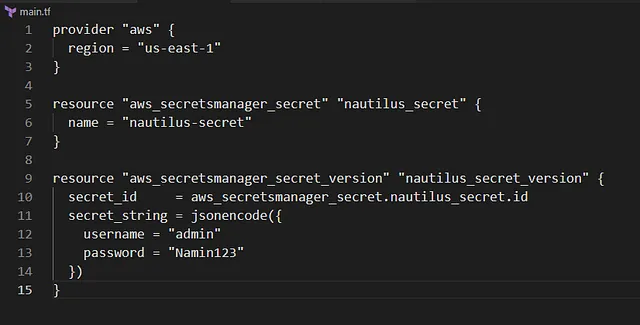 main.tf
1 provider "aws" {
2   region = "us-east-1"
3 }
4
5 resource "aws_secretsmanager_secret" "nautilus_secret" {
6   name = "nautilus-secret"
7 }
8
9 resource "aws_secretsmanager_secret_version" "nautilus_secret_version" {
10   secret_id     = aws_secretsmanager_secret.nautilus_secret.id
11   secret_string = jsonencode({
12     username = "admin"
13     password = "Namin123"
14   })
15 }